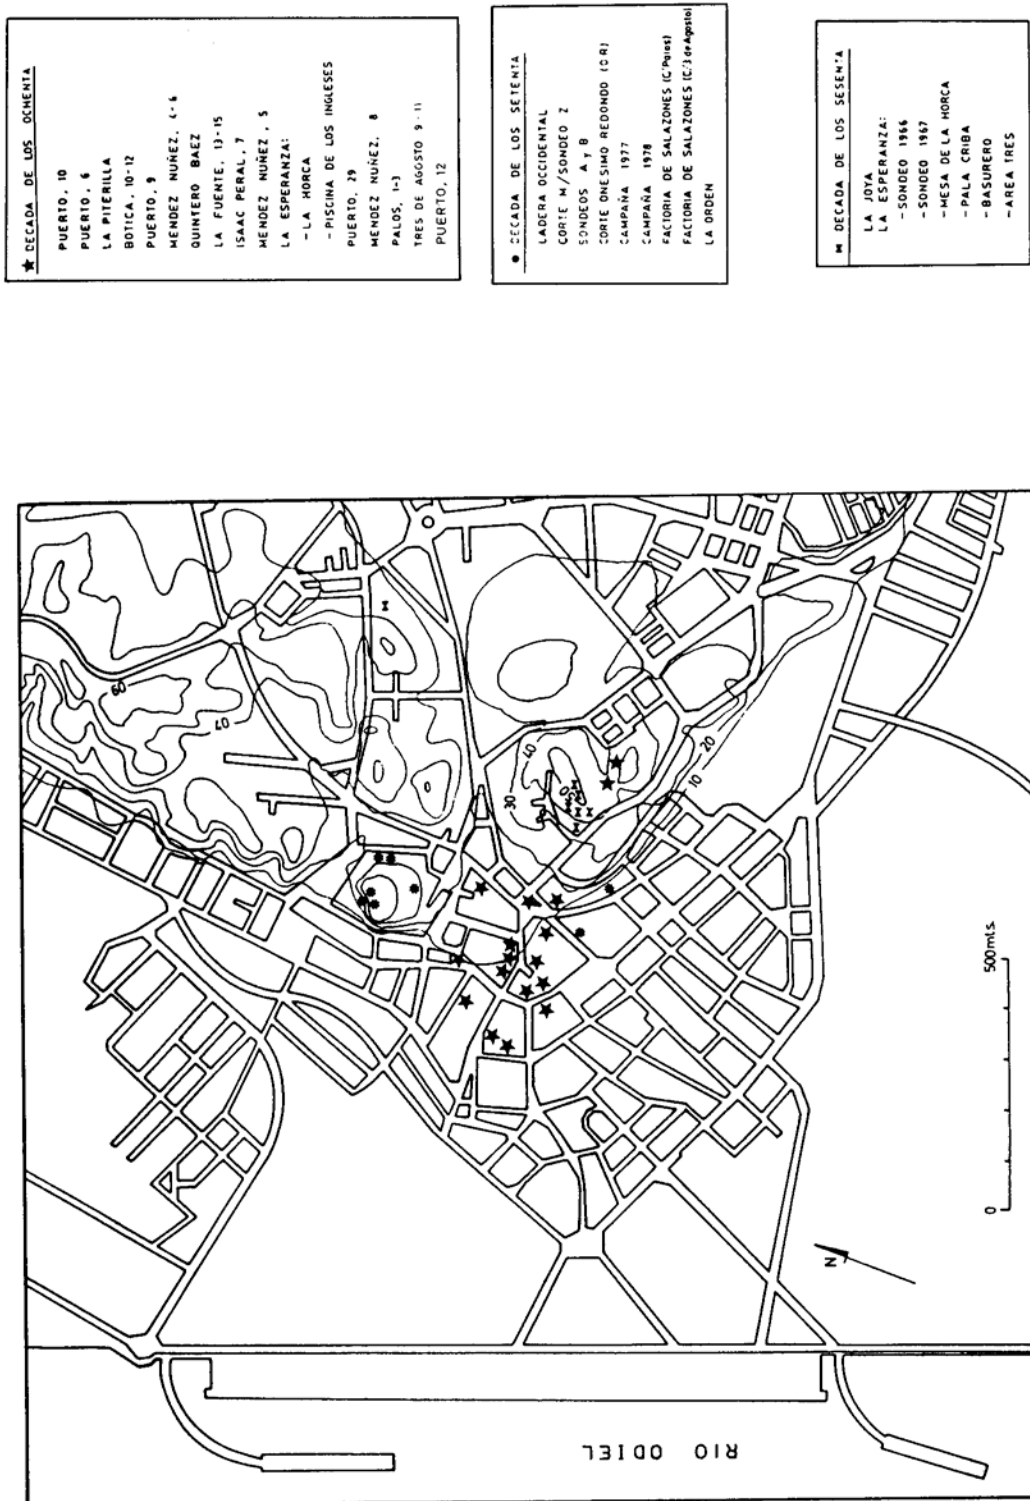 ★ DECADA DE LOS OCHENTA
PUERTO, 10
PUERTO, 6
LA PITERILLA
BOTICA, 10-12
PUERTO, 9
MENDEZ NUÑEZ, 4-6
QUINTERO BAEZ
LA FUENTE, 13-15
ISAAC PERAL, 7
MENDEZ NUÑEZ, 5
LA ESPERANZA:
- LA HORCA
- PISCINA DE LOS INGLESES
PUERTO, 29
MENDEZ NUÑEZ, 8
PALOS, 1-3
TRES DE AGOSTO 9-11
PUERTO, 12
● DECADA DE LOS SETENTA
LADERA OCCIDENTAL
CORTE M/SONDEO Z
SONDEOS A y B
CORTE ONESIMO REDONDO (O R)
CAMPAÑA 1977
CAMPAÑA 1978
FACTORIA DE SALAZONES (C/Palos)
FACTORIA DE SALAZONES (C/3 de Agosto)
LA ORDEN
DECADA DE LOS SESENTA
LA JOYA
LA ESPERANZA:
- SONDEO 1966
- SONDEO 1967
- MESA DE LA HORCA
- PALA CRIBA
- BASURERO
- AREA TRES
60
40
30
20
10
0
500mts.
N
RIO ODIEL